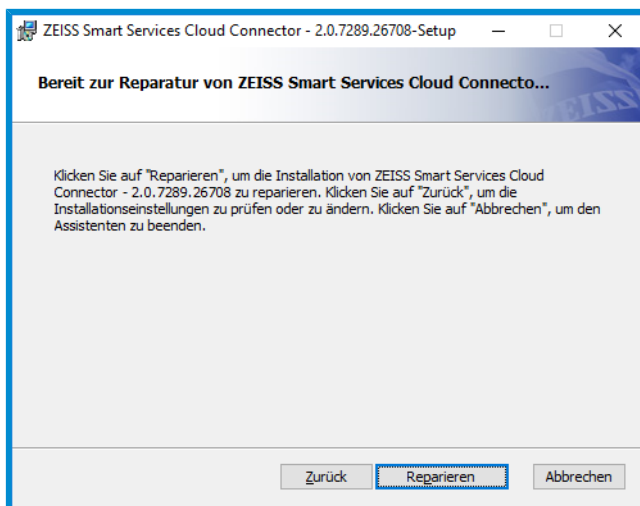 ZEISS Smart Services Cloud Connector - 2.0.7289.26708-Setup
Bereit zur Reparatur von ZEISS Smart Services Cloud Connecto...
ZEISS
Klicken Sie auf "Reparieren", um die Installation von ZEISS Smart Services Cloud
Connector - 2.0.7289.26708 zu reparieren. Klicken Sie auf "Zurück", um die
Installationseinstellungen zu prüfen oder zu ändern. Klicken Sie auf "Abbrechen", um den
Assistenten zu beenden.
Zurück Reparieren Abbrechen